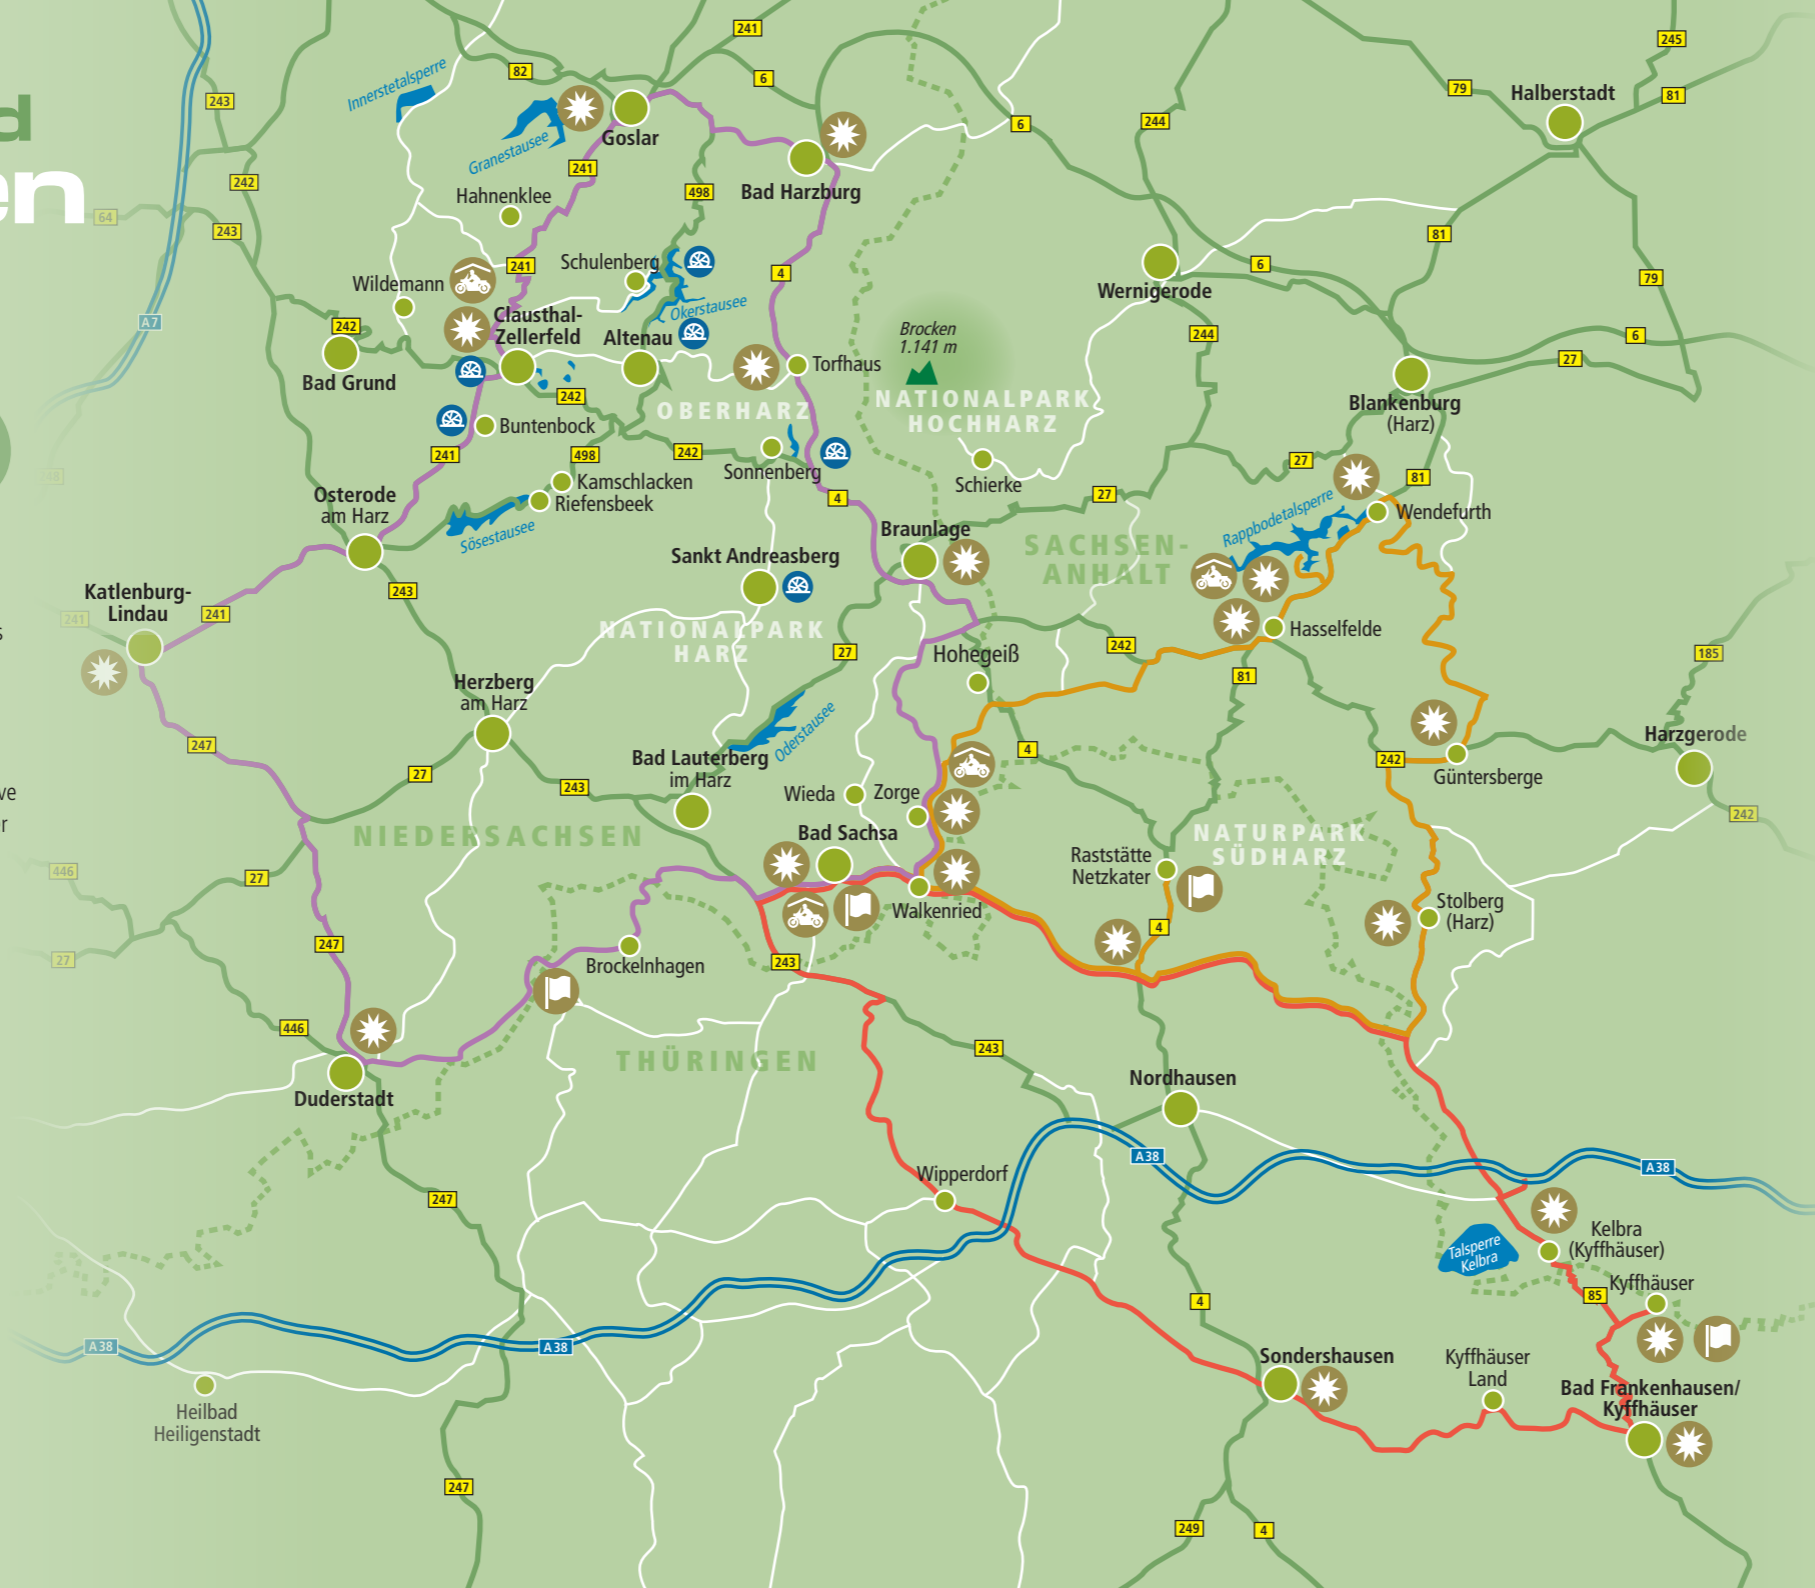 d
en
s
ve
er
241
245
82
6
79
81
243
Innerstetalsperre
Halberstadt
Granestausee
Goslar
6
244
241
242
Hahnenklee
498
Bad Harzburg
64
243
81
Schulenberg
241
4
6
79
Wildemann
Okerstausee
Wernigerode
A7
242
Clausthal-
Zellerfeld
Altenau
Brocken
1.141 m
244
6
Torfhaus
27
Bad Grund
242
OBERHARZ
NATIONALPARK
HOCHHARZ
Blankenburg
(Harz)
Buntenbock
241
498
242
Sonnenberg
27
81
Kamschlacken
Riefensbeek
Schierke
27
Osterode
am Harz
4
Rappbodetalsperre
Wendefurth
Sösestausee
Braunlage
SACHSEN-
ANHALT
Sankt Andreasberg
Katlenburg-
Lindau
243
241
241
NATIONALPARK
HARZ
Hasselfelde
27
Hohegeiß
242
185
81
Herzberg
am Harz
247
Oderstausee
Harzgerode
4
Bad Lauterberg
im Harz
27
243
242
Güntersberge
Wieda
Zorge
242
NIEDERSACHSEN
Bad Sachsa
NATURPARK
SÜDHARZ
Raststätte
Netzkater
446
27
Walkenried
Stolberg
(Harz)
4
247
27
Brockelnhagen
243
446
THÜRINGEN
243
Nordhausen
Duderstadt
A38
A38
Wipperdorf
247
Talsperre
Kelbra
Kelbra
(Kyffhäuser)
Kyffhäuser
85
4
A38
A38
Sondershausen
Kyffhäuser
Land
Bad Frankenhausen/
Kyffhäuser
Heilbad
Heiligenstadt
247
249
4